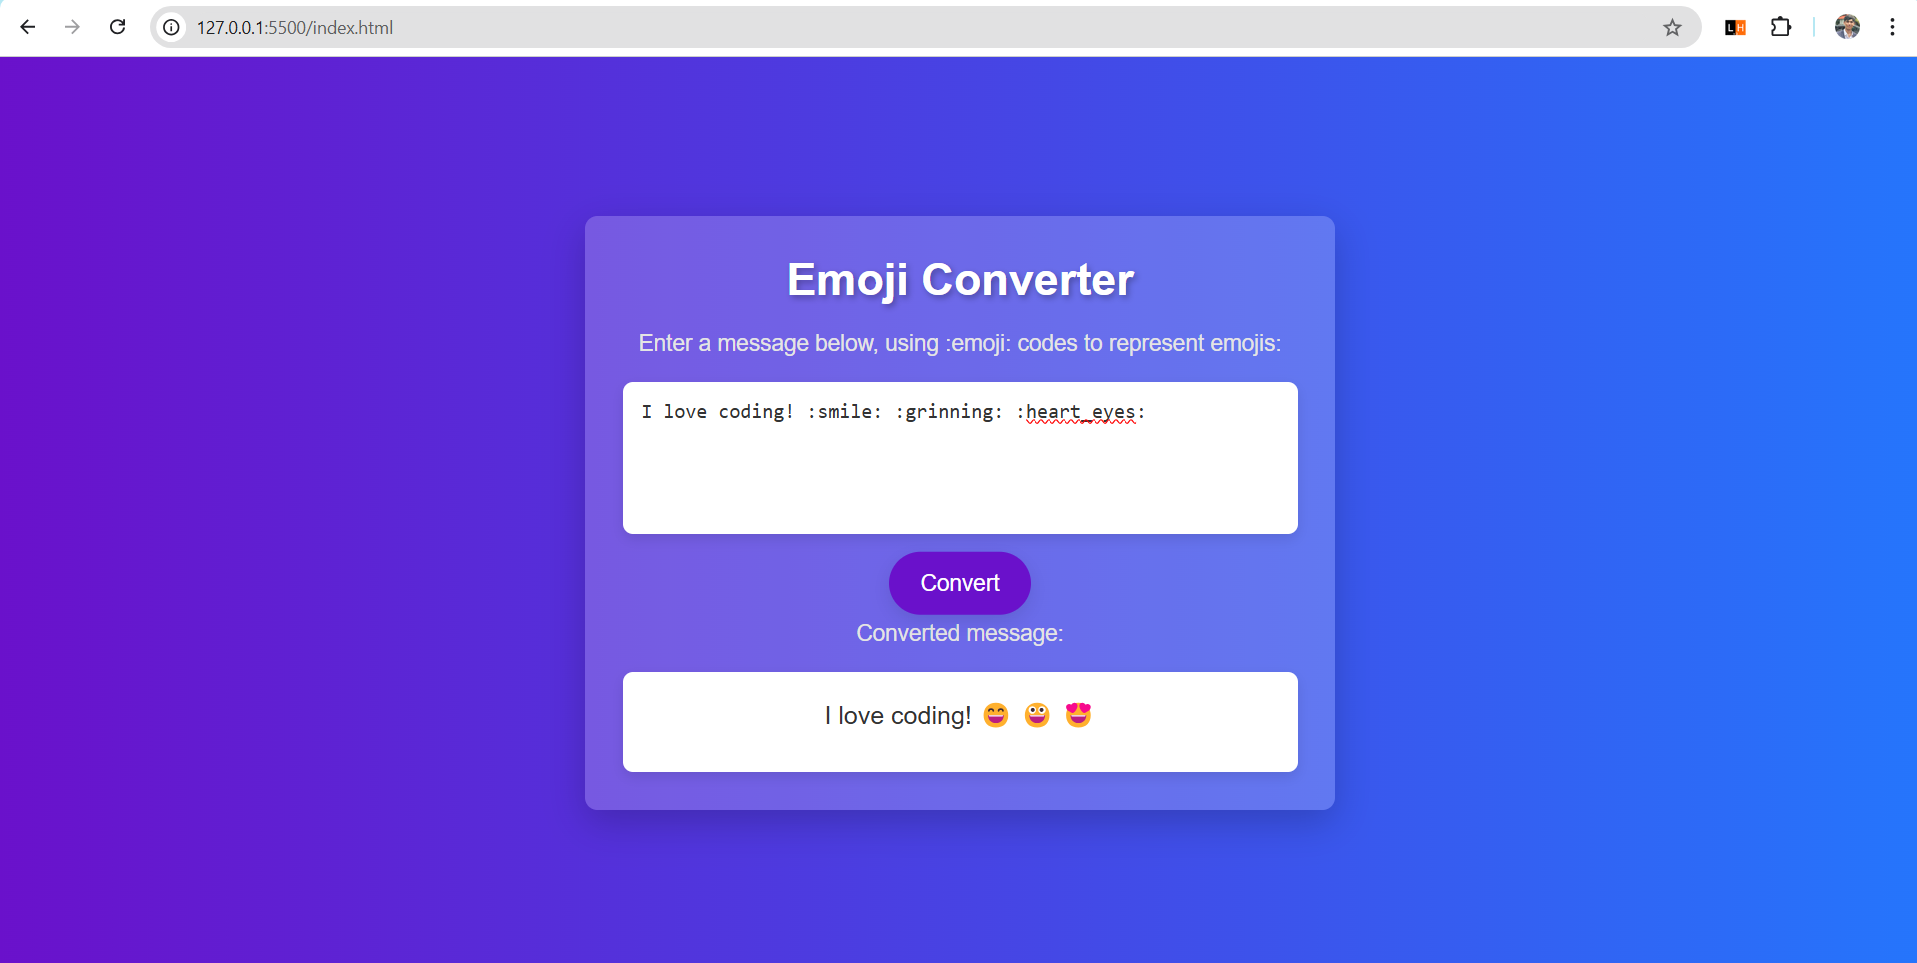 127.0.0.1:5500/index.html
L H
Emoji Converter
Enter a message below, using :emoji: codes to represent emojis:
I love coding! :smile: :grinning: :heart_eyes:
Convert
Converted message:
I love coding! 😄 😀 😍